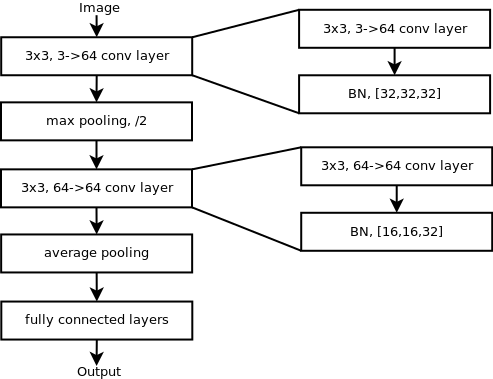 Image
3x3, 3->64 conv layer
max pooling, /2
3x3, 64->64 conv layer
average pooling
fully connected layers
Output
3x3, 3->64 conv layer
BN, [32,32,32]
3x3, 64->64 conv layer
BN, [16,16,32]